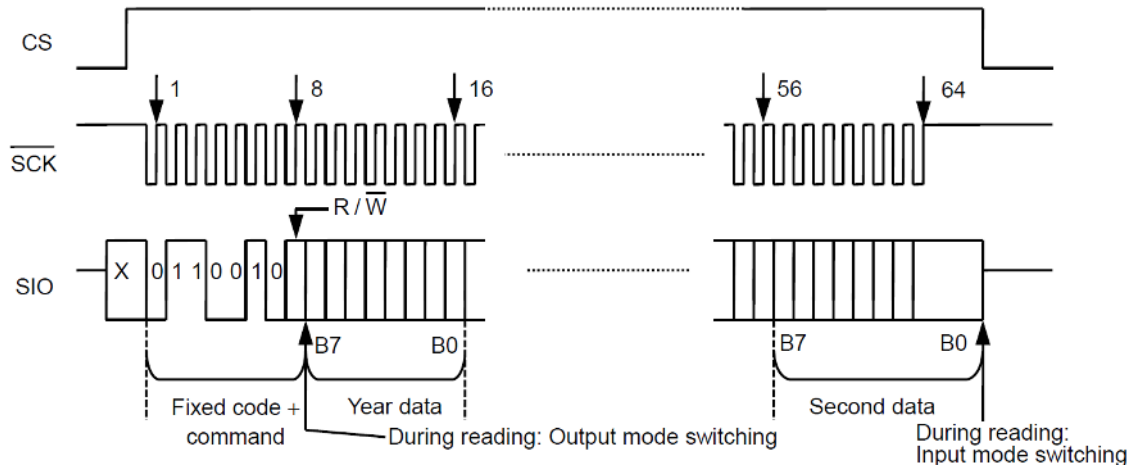 CS
1 8 16 56 64
SCK
R / W
X 0 1 1 0 0 1 0
SIO
B7 B0 B7 B0
Fixed code +
command
Year data
Second data
During reading: Output mode switching
During reading:
Input mode switching